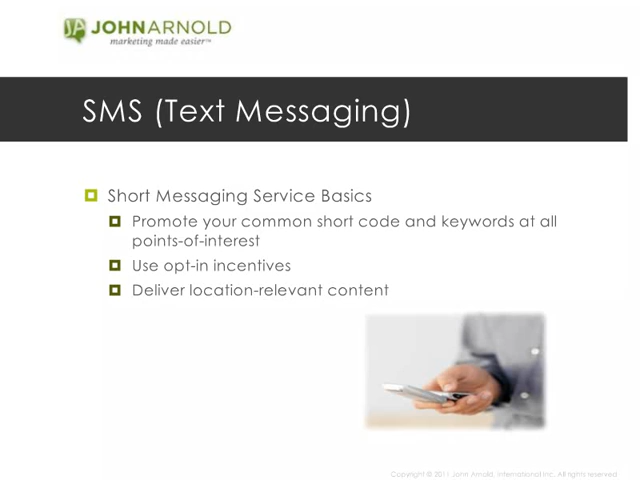 JA JOHNARNOLD
marketing made easier™
SMS (Text Messaging)
Short Messaging Service Basics
Promote your common short code and keywords at all
points-of-interest
Use opt-in incentives
Deliver location-relevant content
Copyright © 2011 John Arnold, International Inc. All rights reserved